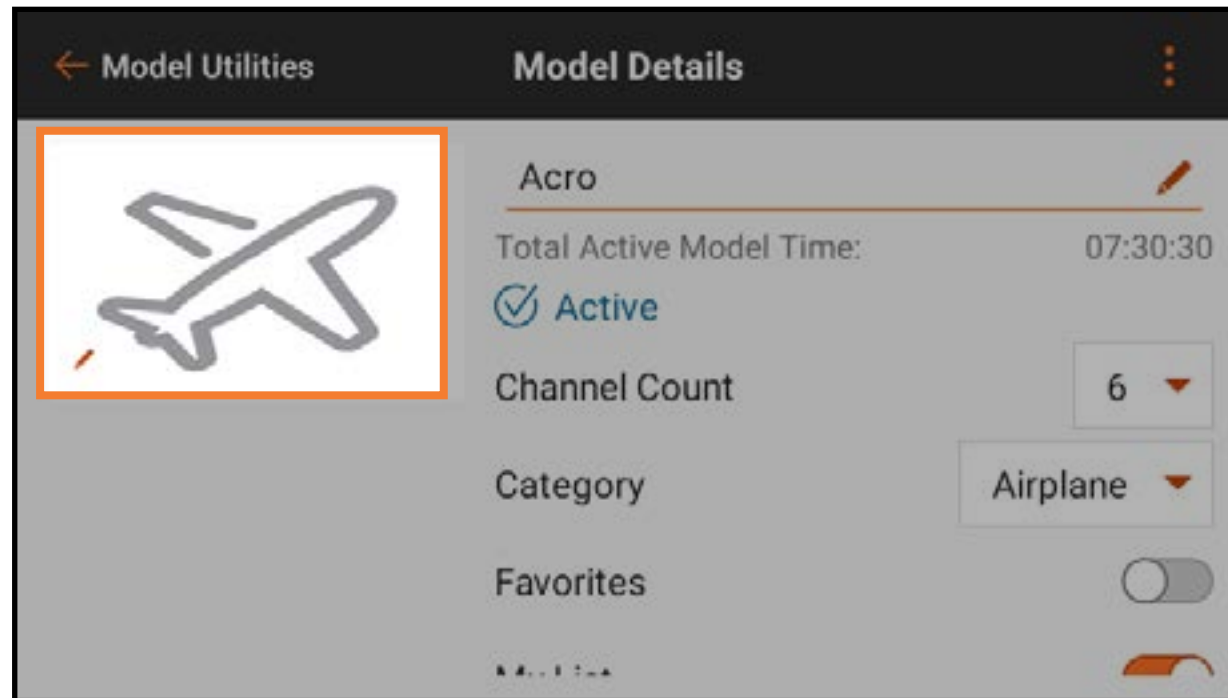 Model Utilities
Model Details
Acro
Total Active Model Time: 07:30:30
Active
Channel Count 6
Category Airplane
Favorites